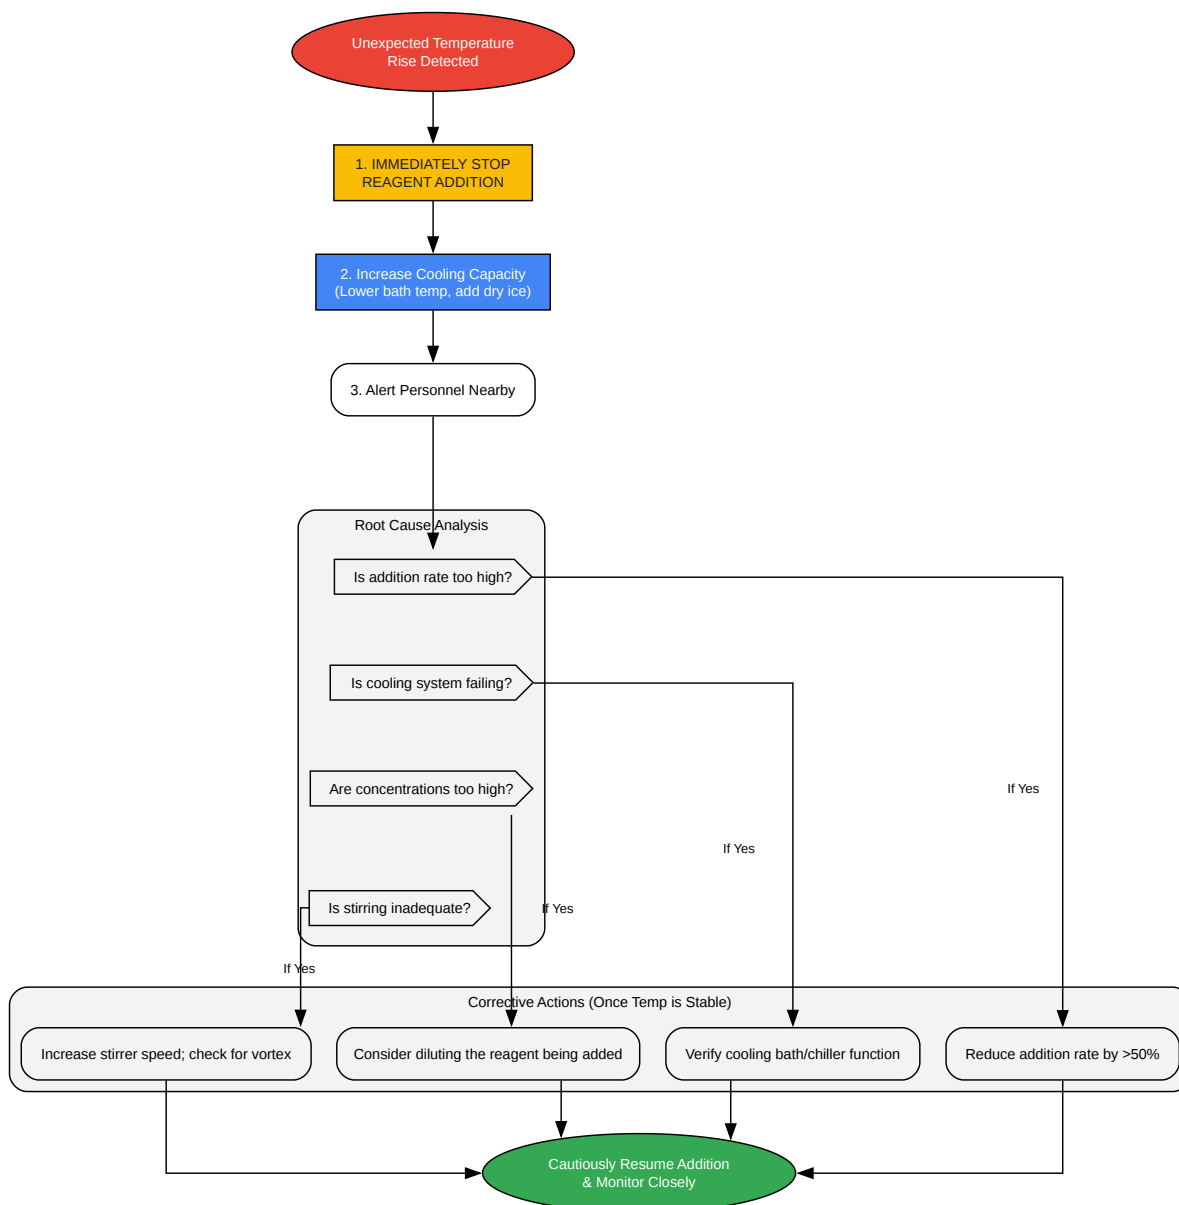 Unexpected Temperature
Rise Detected
1. IMMEDIATELY STOP
REAGENT ADDITION
2. Increase Cooling Capacity
(Lower bath temp, add dry ice)
3. Alert Personnel Nearby
Root Cause Analysis
Is addition rate too high?
Is cooling system failing?
Are concentrations too high?
If Yes
If Yes
Is stirring inadequate?
If Yes
If Yes
Corrective Actions (Once Temp is Stable)
Increase stirrer speed; check for vortex
Consider diluting the reagent being added
Verify cooling bath/chiller function
Reduce addition rate by >50%
Cautiously Resume Addition
& Monitor Closely